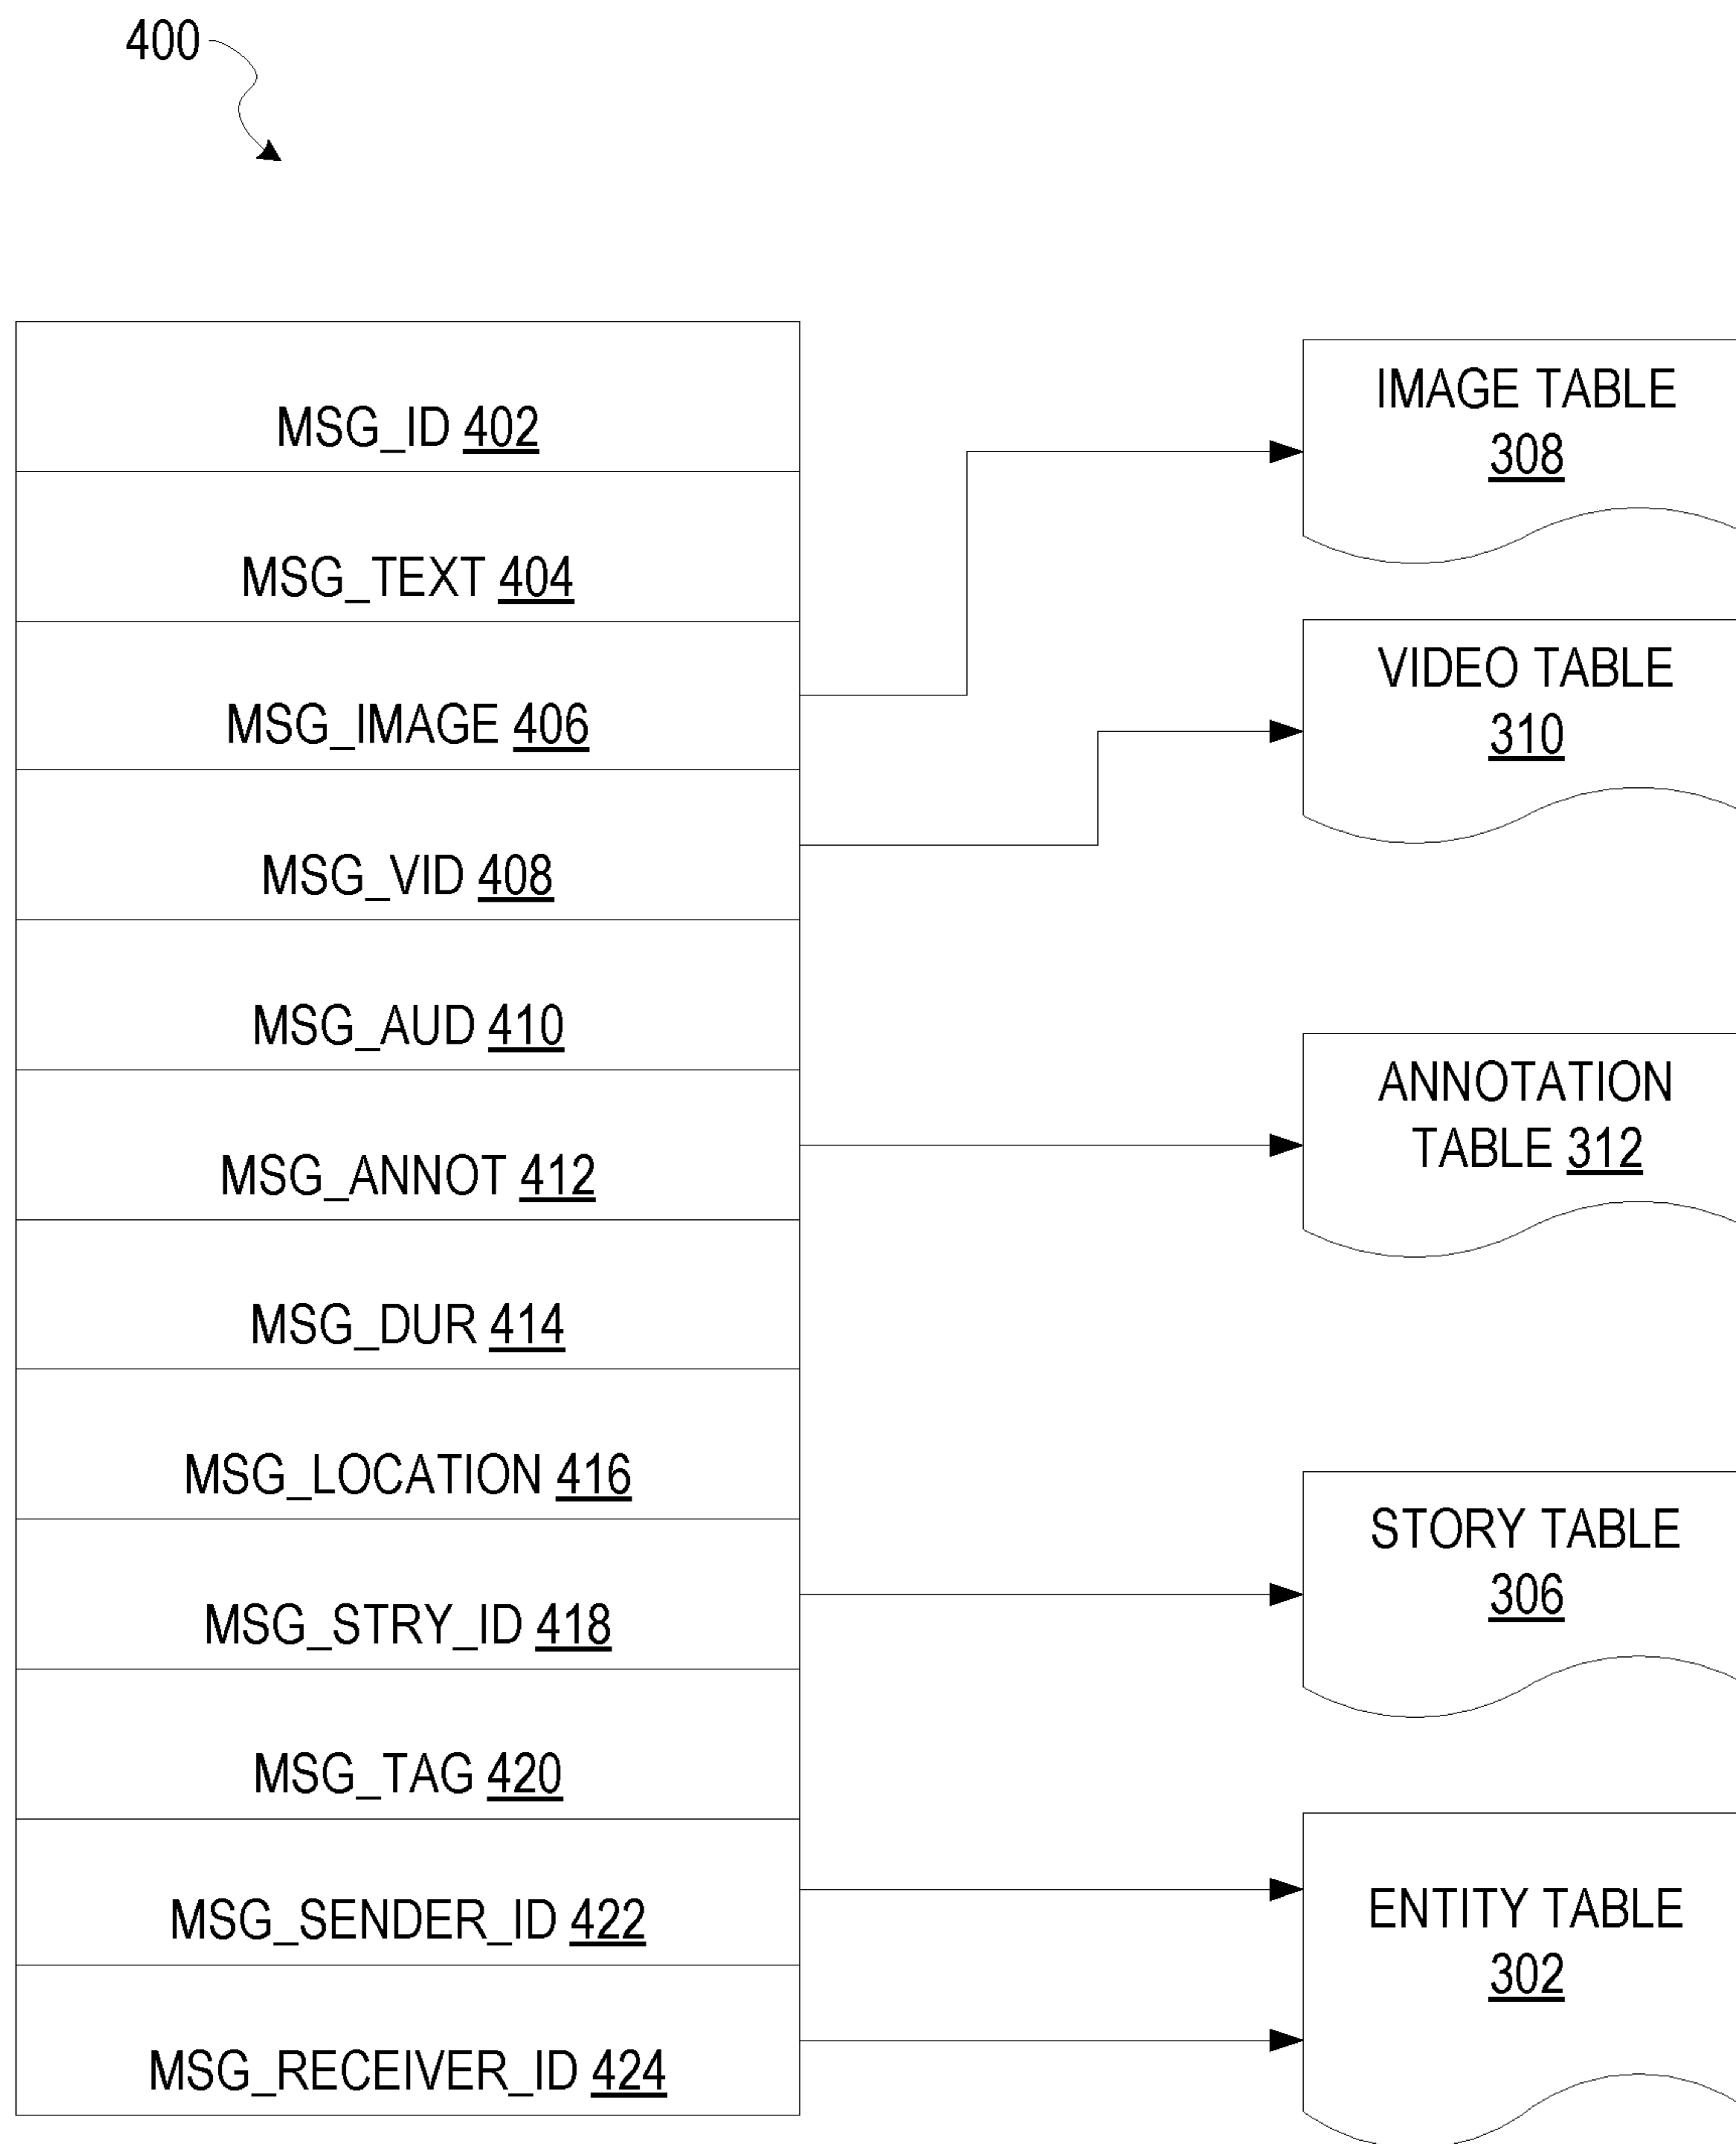 400
MSG_ID 402
MSG_TEXT 404
MSG_IMAGE 406
MSG_VID 408
MSG_AUD 410
MSG_ANNOT 412
MSG_DUR 414
MSG_LOCATION 416
MSG_STRY_ID 418
MSG_TAG 420
MSG_SENDER_ID 422
MSG_RECEIVER_ID 424
IMAGE TABLE
308
VIDEO TABLE
310
ANNOTATION
TABLE 312
STORY TABLE
306
ENTITY TABLE
302